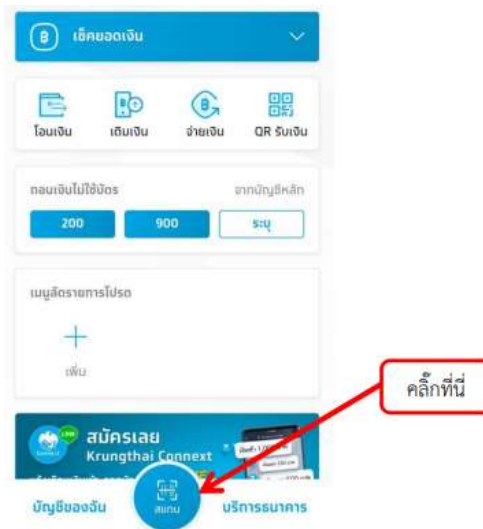 เช็คยอดเงิน
โอนเงิน เติมเงิน จ่ายเงิน QR รับเงิน
ถอนเงินไม่ใช้บัตร จากบัญชีหลัก
200 900 ระบุ
เมนูลัดรายการโปรด
เพิ่ม
คลิ๊กที่นี่
สมัครเลย
Krungthai Connext
บัญชีของฉัน สแกน บริการธนาคาร